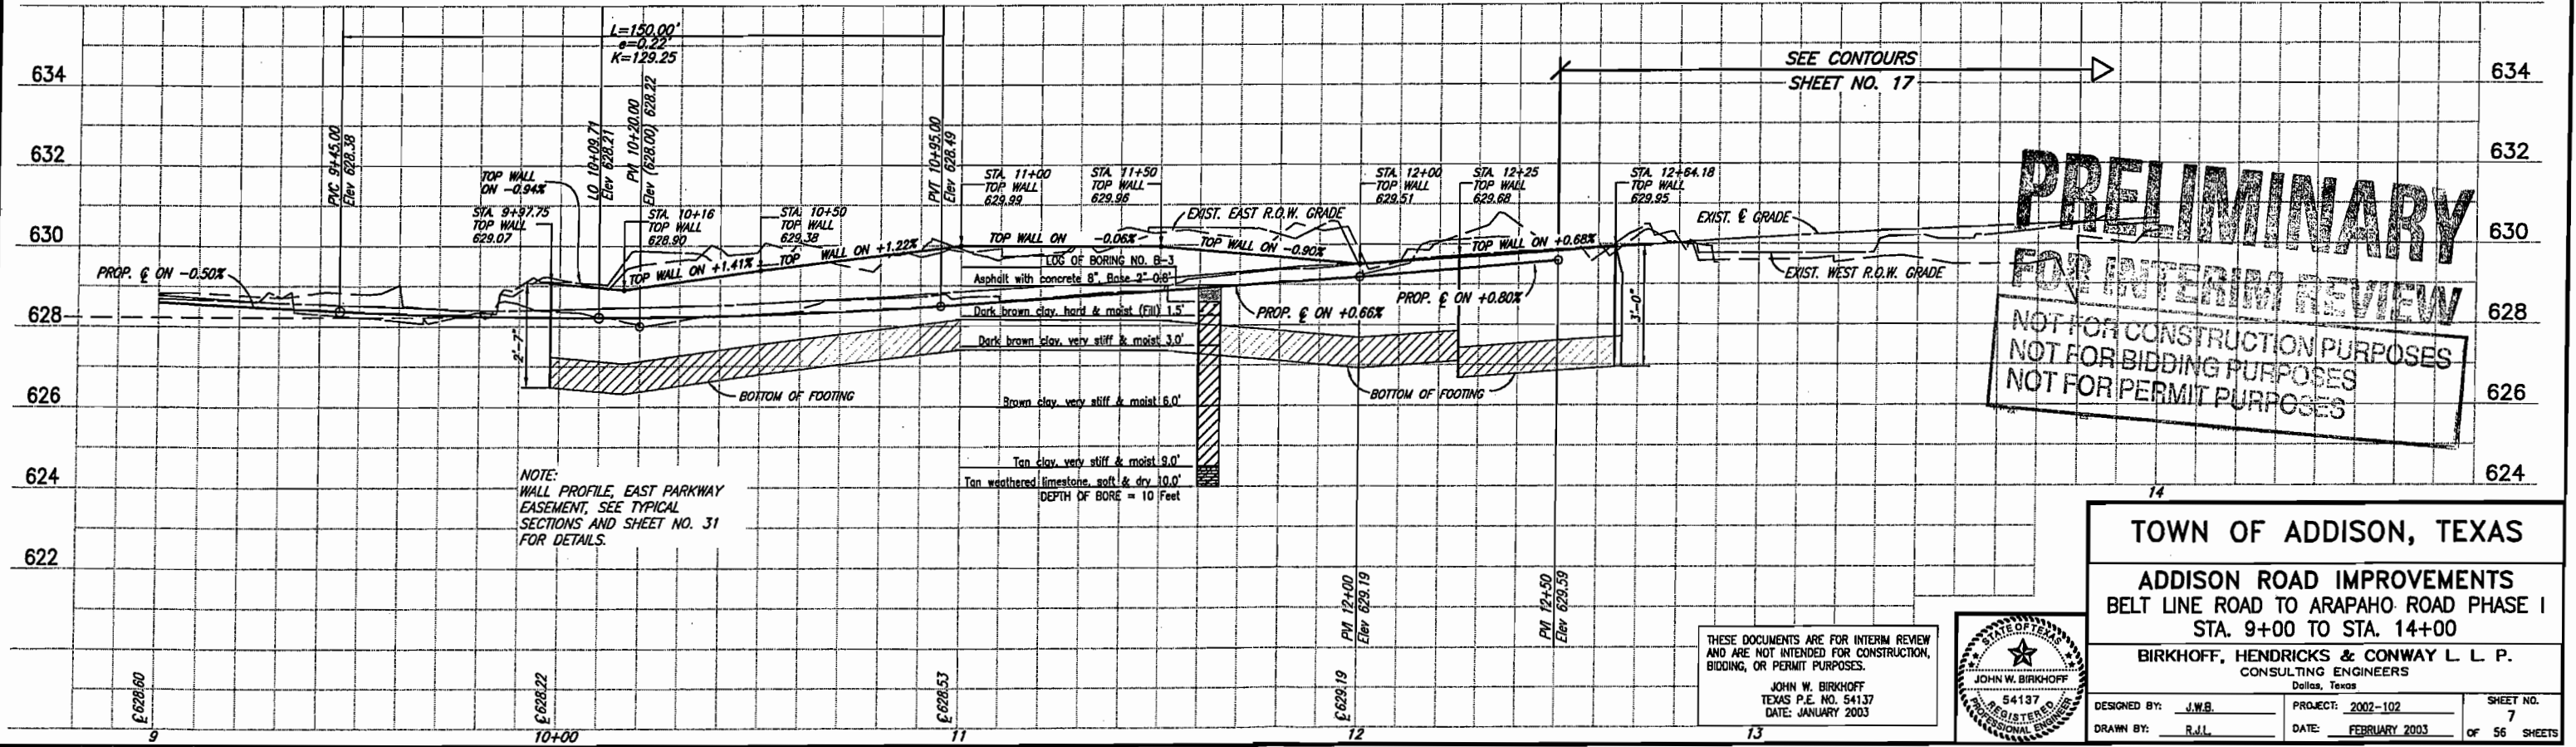 L=150.00'
e=0.22'
K=129.25
634
632
630
628
626
624
622
634
632
630
628
626
624
SEE CONTOURS
SHEET NO. 17
PVC 9+45.00
Elev 628.38
LO 10+09.71
Elev 628.21
PVI 10+20.00
Elev (628.00) 628.22
PVT 10+95.00
Elev 628.49
TOP WALL
ON -0.94%
STA. 9+97.75
TOP WALL
629.07
STA. 10+16
TOP WALL
628.90
STA. 10+50
TOP WALL
629.38
STA. 11+00
TOP WALL
629.99
STA. 11+50
TOP WALL
629.96
STA. 12+00
TOP WALL
629.51
STA. 12+25
TOP WALL
629.68
STA. 12+64.18
TOP WALL
629.95
PROP. ℄ ON -0.50%
TOP WALL ON +1.41%
TOP WALL ON +1.22%
TOP WALL ON -0.06%
EXIST. EAST R.O.W. GRADE
TOP WALL ON -0.90%
TOP WALL ON +0.68%
EXIST. ℄ GRADE
EXIST. WEST R.O.W. GRADE
PROP. ℄ ON +0.66%
PROP. ℄ ON +0.80%
2'-7"
3'-0"
LOG OF BORING NO. B-3
Asphalt with concrete 8", Base 2" 0.8'
Dark brown clay, hard & moist (Fill) 1.5'
Dark brown clay, very stiff & moist 3.0'
Brown clay, very stiff & moist 6.0'
Tan clay, very stiff & moist 9.0'
Tan weathered limestone, soft & dry 10.0'
DEPTH OF BORE = 10 Feet
BOTTOM OF FOOTING
BOTTOM OF FOOTING
NOTE:
WALL PROFILE, EAST PARKWAY
EASEMENT, SEE TYPICAL
SECTIONS AND SHEET NO. 31
FOR DETAILS.
PVI 12+00
Elev 629.19
PVI 12+50
Elev 629.59
℄ 628.60
℄ 628.22
℄ 628.53
℄ 629.19
9
10+00
11
12
13
14
PRELIMINARY
FOR INTERIM REVIEW
NOT FOR CONSTRUCTION PURPOSES
NOT FOR BIDDING PURPOSES
NOT FOR PERMIT PURPOSES
THESE DOCUMENTS ARE FOR INTERIM REVIEW
AND ARE NOT INTENDED FOR CONSTRUCTION,
BIDDING, OR PERMIT PURPOSES.
JOHN W. BIRKHOFF
TEXAS P.E. NO. 54137
DATE: JANUARY 2003
STATE OF TEXAS
JOHN W. BIRKHOFF
54137
REGISTERED
PROFESSIONAL ENGINEER
TOWN OF ADDISON, TEXAS
ADDISON ROAD IMPROVEMENTS
BELT LINE ROAD TO ARAPAHO ROAD PHASE I
STA. 9+00 TO STA. 14+00
BIRKHOFF, HENDRICKS & CONWAY L. L. P.
CONSULTING ENGINEERS
Dallas, Texas
DESIGNED BY: J.W.B.
PROJECT: 2002-102
SHEET NO.
7
DRAWN BY: R.J.L.
DATE: FEBRUARY 2003
OF 56 SHEETS